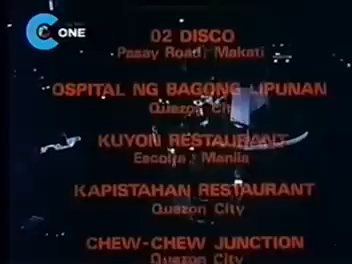 C ONE
O2 DISCO
Pasay Road, Makati
OSPITAL NG BAGONG LIPUNAN
Quezon City
KUYON RESTAURANT
Escolta, Manila
KAPISTAHAN RESTAURANT
Quezon City
CHEW-CHEW JUNCTION
Quezon City